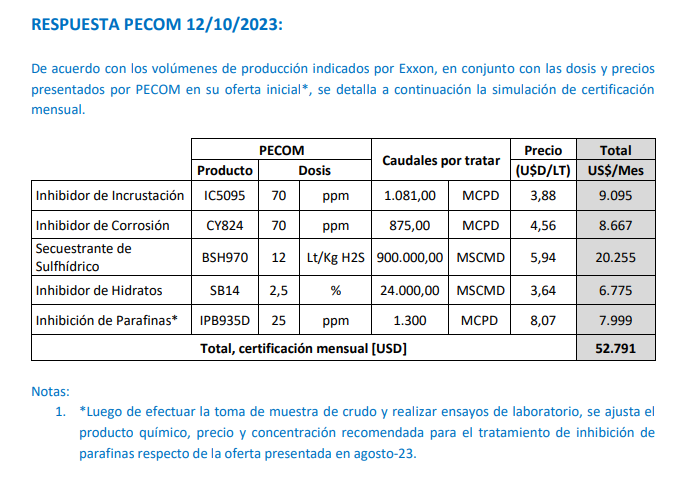 RESPUESTA PECOM 12/10/2023:
De acuerdo con los volúmenes de producción indicados por Exxon, en conjunto con las dosis y precios
presentados por PECOM en su oferta inicial*, se detalla a continuación la simulación de certificación
mensual.
PECOM Caudales por tratar Precio Total
Producto Dosis (U$D/LT) US$/Mes
Inhibidor de Incrustación IC5095 70 ppm 1.081,00 MCPD 3,88 9.095
Inhibidor de Corrosión CY824 70 ppm 875,00 MCPD 4,56 8.667
Secuestrante de
Sulfhídrico BSH970 12 Lt/Kg H2S 900.000,00 MSCMD 5,94 20.255
Inhibidor de Hidratos SB14 2,5 % 24.000,00 MSCMD 3,64 6.775
Inhibición de Parafinas* IPB935D 25 ppm 1.300 MCPD 8,07 7.999
Total, certificación mensual [USD] 52.791
Notas:
1. *Luego de efectuar la toma de muestra de crudo y realizar ensayos de laboratorio, se ajusta el
producto químico, precio y concentración recomendada para el tratamiento de inhibición de
parafinas respecto de la oferta presentada en agosto-23.